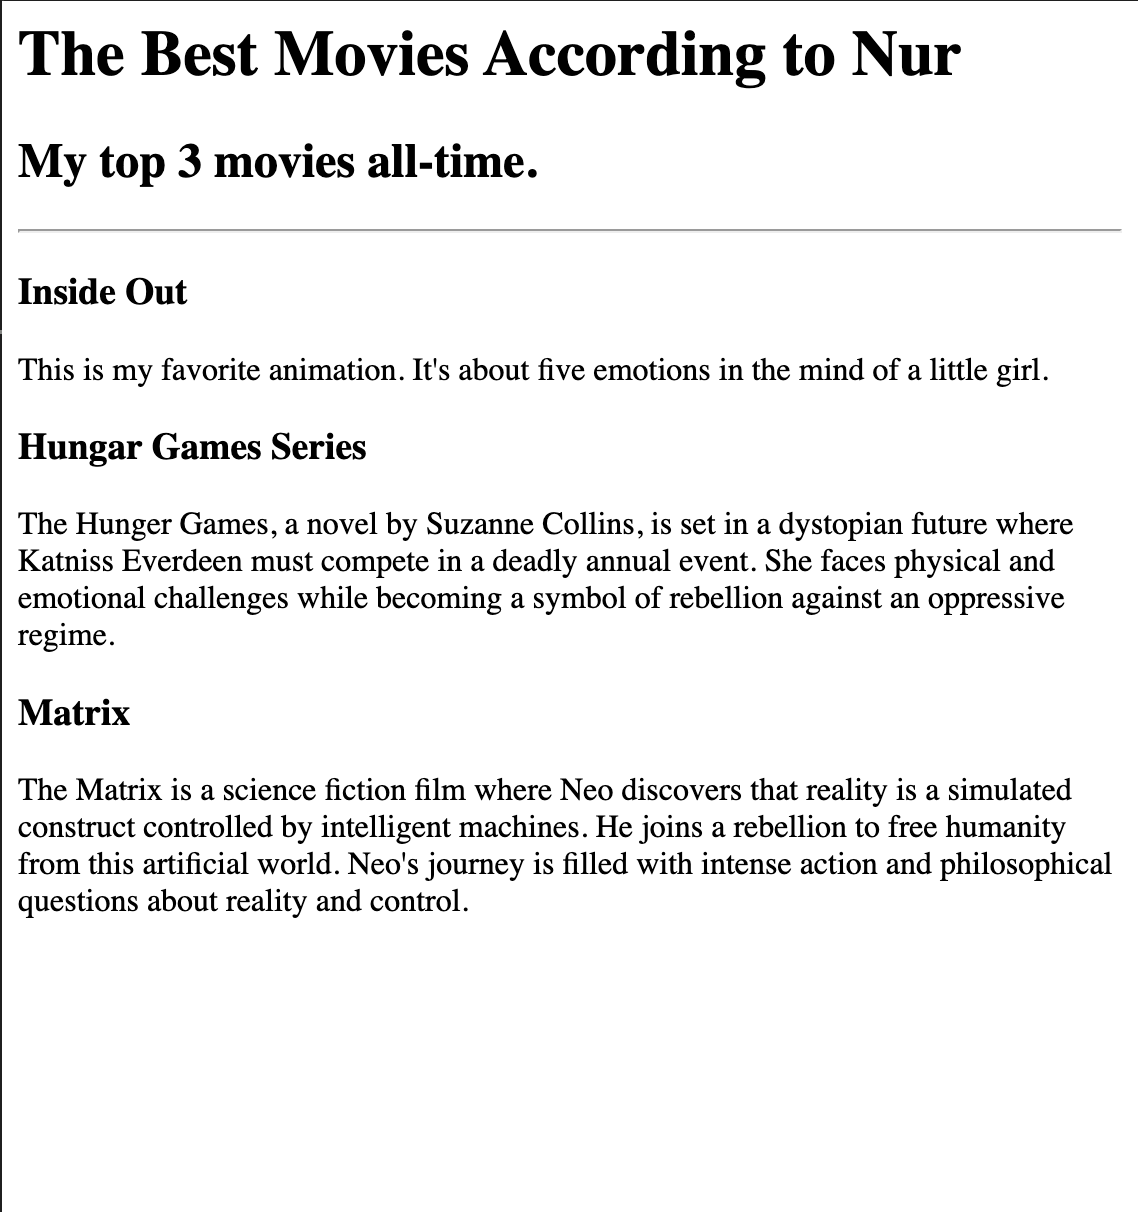 The Best Movies According to Nur
My top 3 movies all-time.
Inside Out
This is my favorite animation. It's about five emotions in the mind of a little girl.
Hungar Games Series
The Hunger Games, a novel by Suzanne Collins, is set in a dystopian future where
Katniss Everdeen must compete in a deadly annual event. She faces physical and
emotional challenges while becoming a symbol of rebellion against an oppressive
regime.
Matrix
The Matrix is a science fiction film where Neo discovers that reality is a simulated
construct controlled by intelligent machines. He joins a rebellion to free humanity
from this artificial world. Neo's journey is filled with intense action and philosophical
questions about reality and control.